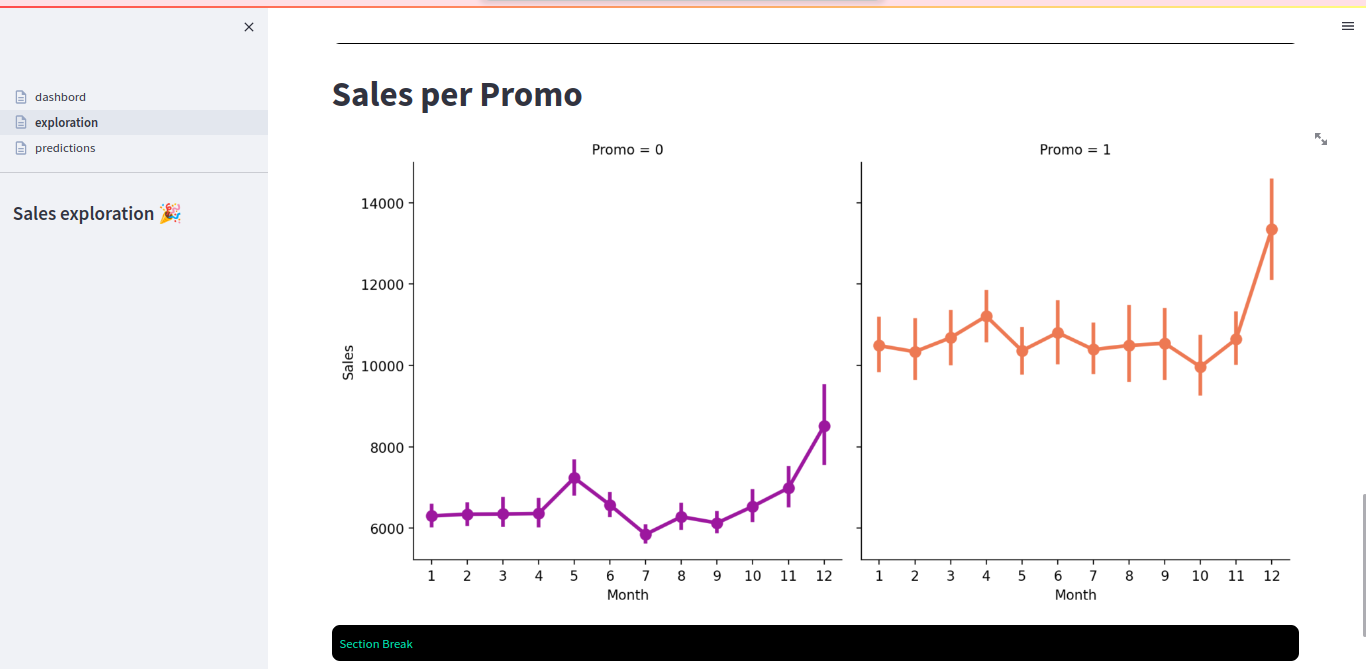 dashbord
exploration
predictions
Sales exploration 🎉
Sales per Promo
Promo = 0
Promo = 1
Sales
14000
12000
10000
8000
6000
1 2 3 4 5 6 7 8 9 10 11 12
Month
1 2 3 4 5 6 7 8 9 10 11 12
Month
Section Break